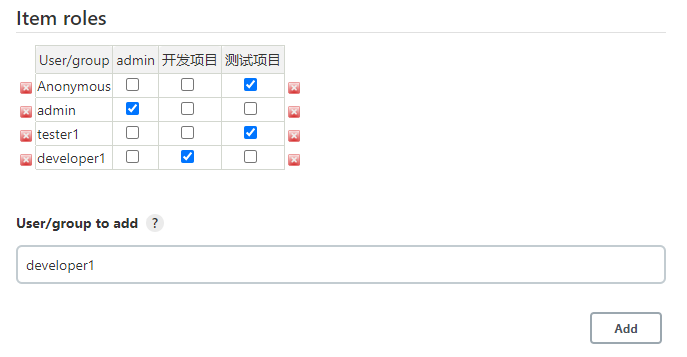 Item roles
User/group admin 开发项目 测试项目
Anonymous
admin
tester1
developer1
User/group to add ?
developer1
Add